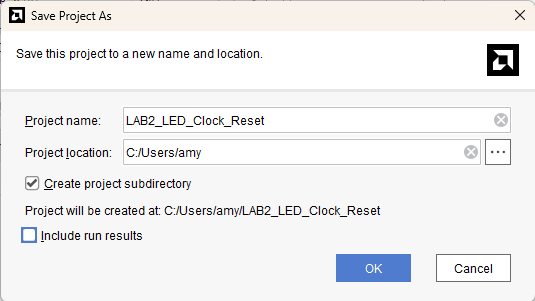 Save Project As
Save this project to a new name and location.
Project name: LAB2_LED_Clock_Reset
Project location: C:/Users/amy
...
Create project subdirectory
Project will be created at: C:/Users/amy/LAB2_LED_Clock_Reset
Include run results
OK Cancel